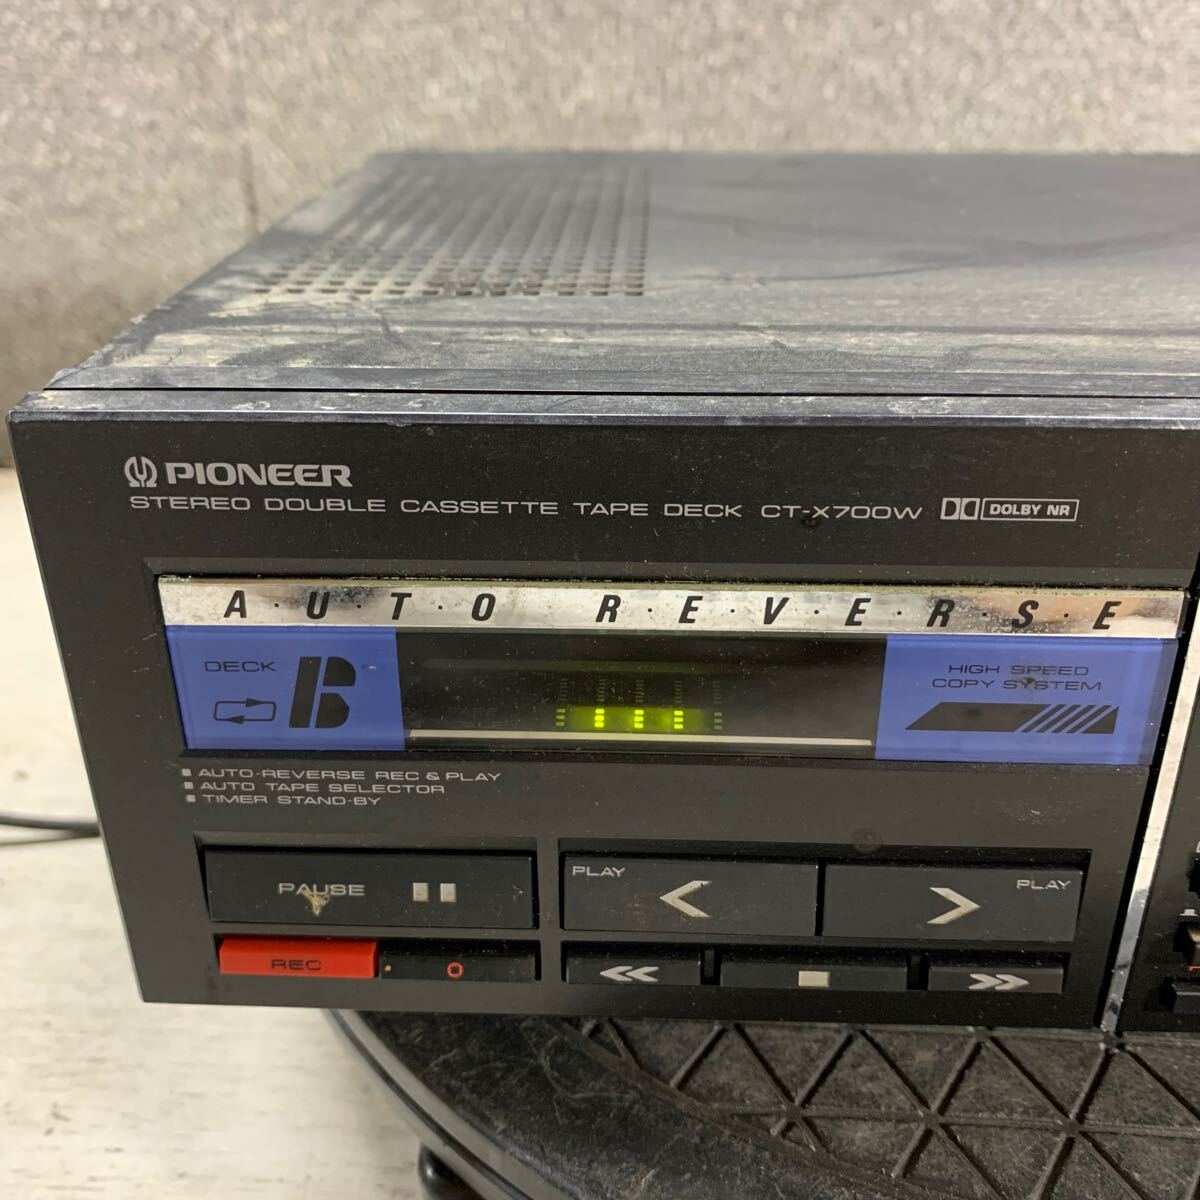 PIONEER
STEREO DOUBLE CASSETTE TAPE DECK CT-X700W DOLBY NR
A·U·T·O R·E·V·E·R·S·E
DECK B
HIGH SPEED
COPY SYSTEM
AUTO-REVERSE REC & PLAY
AUTO TAPE SELECTOR
TIMER STAND-BY
PAUSE
PLAY
PLAY
REC